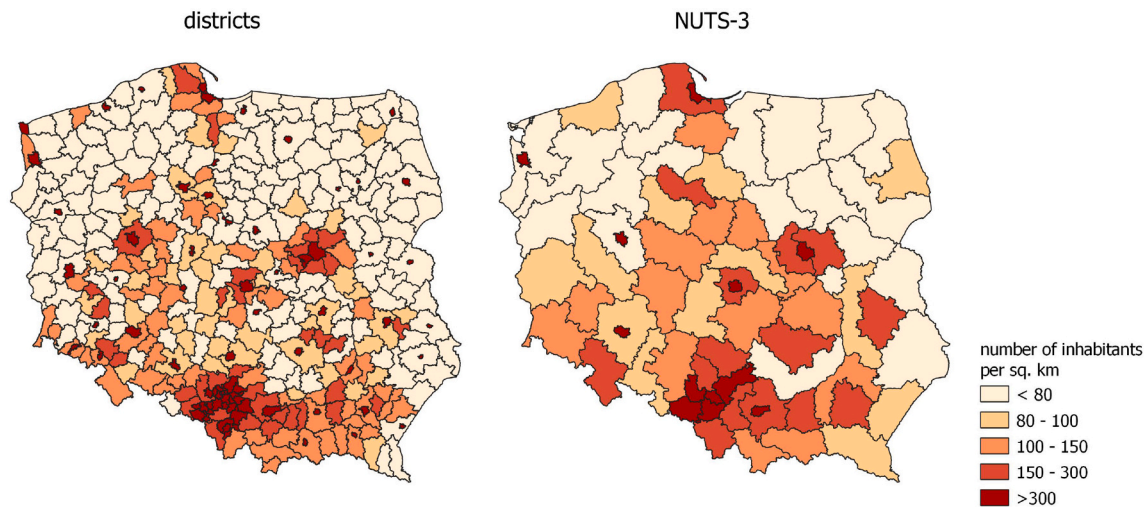 districts
NUTS-3
number of inhabitants
per sq. km
< 80
80 - 100
100 - 150
150 - 300
>300